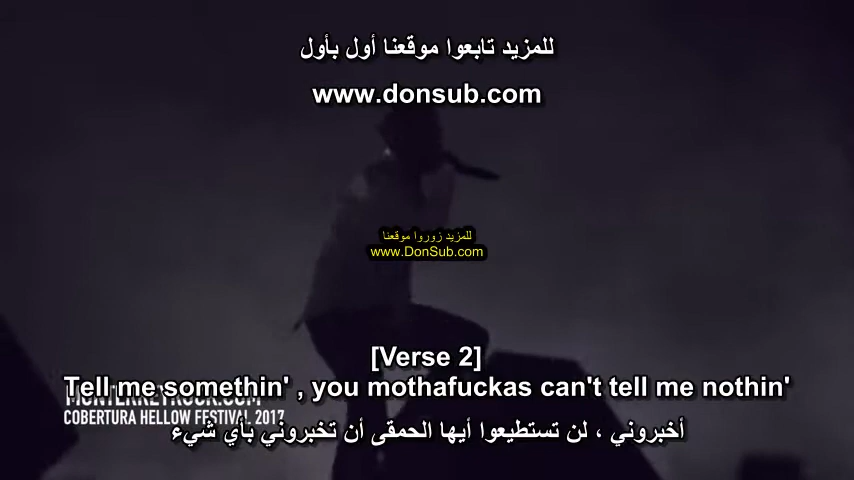 للمزيد تابعوا موقعنا أول بأول
www.donsub.com
للمزيد زوروا موقعنا
www.DonSub.com
[Verse 2]
Tell me somethin' , you mothafuckas can't tell me nothin'
MONTERREYROCK.COM
COBERTURA HELLOW FESTIVAL 2017
أخبروني ، لن تستطيعوا أيها الحمقى أن تخبروني بأي شيء